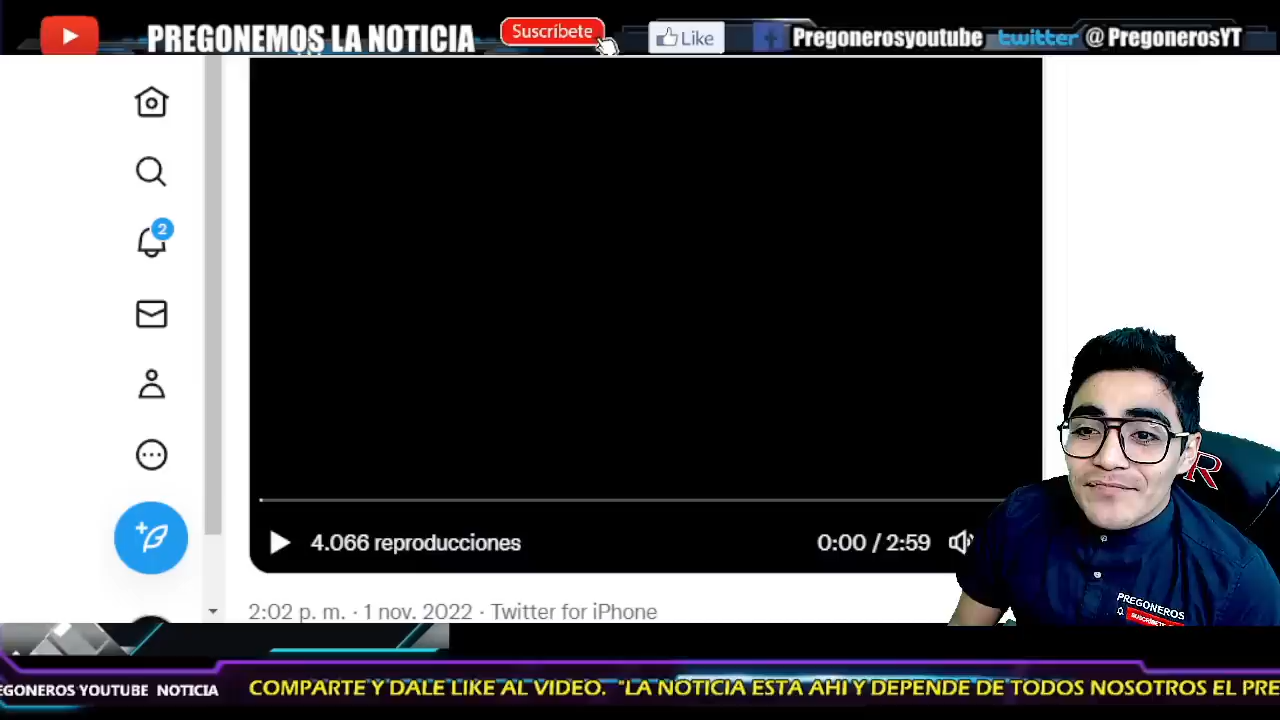 PREGONEMOS LA NOTICIA
Suscríbete
Like
Pregonerosyoutube
twitter @PregonerosYT
2
4.066 reproducciones
0:00 / 2:59
2:02 p. m. · 1 nov. 2022 · Twitter for iPhone
R
PREGONEROS
SUSCRÍBETE
EGONEROS YOUTUBE NOTICIA
COMPARTE Y DALE LIKE AL VIDEO. "LA NOTICIA ESTA AHI Y DEPENDE DE TODOS NOSOTROS EL PRE